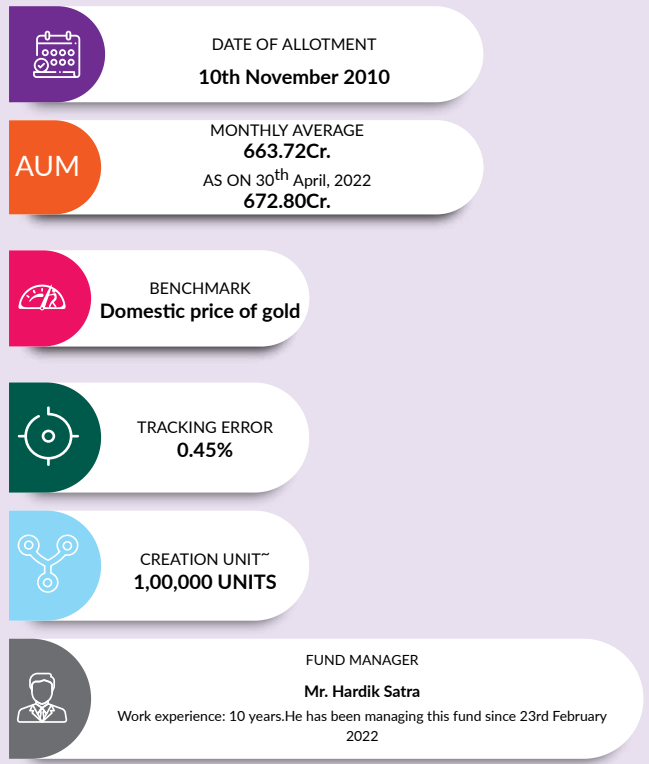 DATE OF ALLOTMENT
10th November 2010
AUM
MONTHLY AVERAGE
663.72Cr.
AS ON 30th April, 2022
672.80Cr.
BENCHMARK
Domestic price of gold
TRACKING ERROR
0.45%
CREATION UNIT~
1,00,000 UNITS
FUND MANAGER
Mr. Hardik Satra
Work experience: 10 years.He has been managing this fund since 23rd February
2022